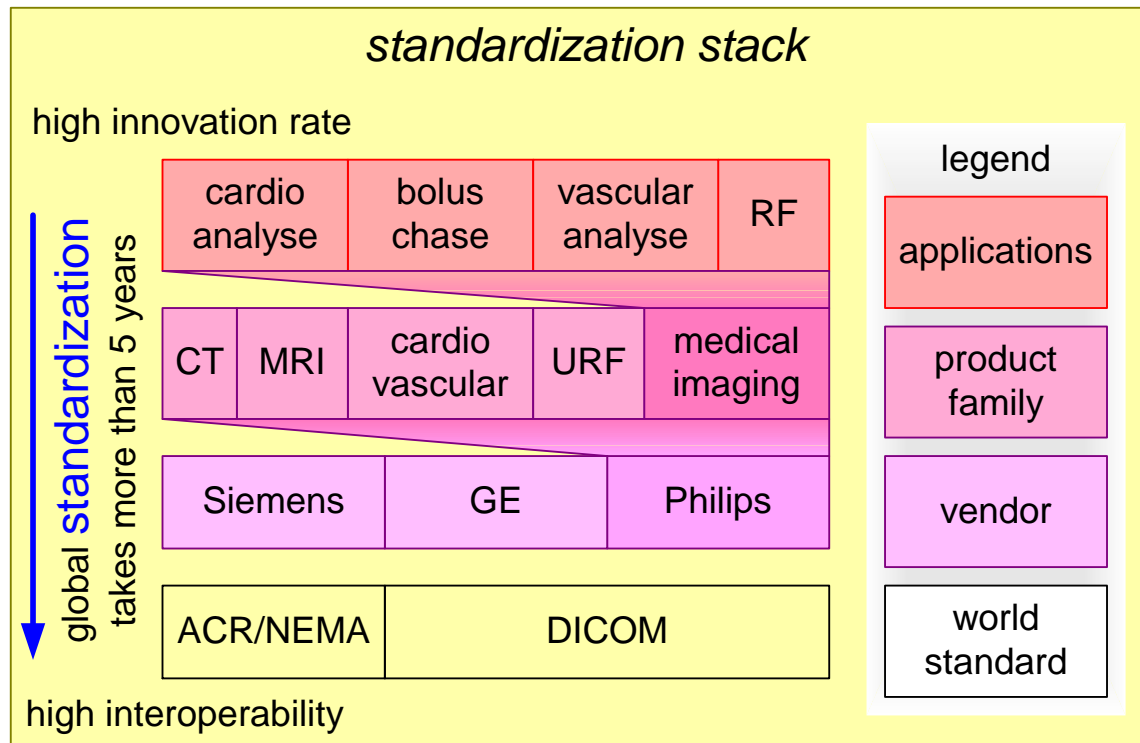 standardization stack
high innovation rate
cardio
analyse
bolus
chase
vascular
analyse
RF
CT
MRI
cardio
vascular
URF
medical
imaging
Siemens
GE
Philips
ACR/NEMA
DICOM
global standardization
takes more than 5 years
high interoperability
legend
applications
product
family
vendor
world
standard